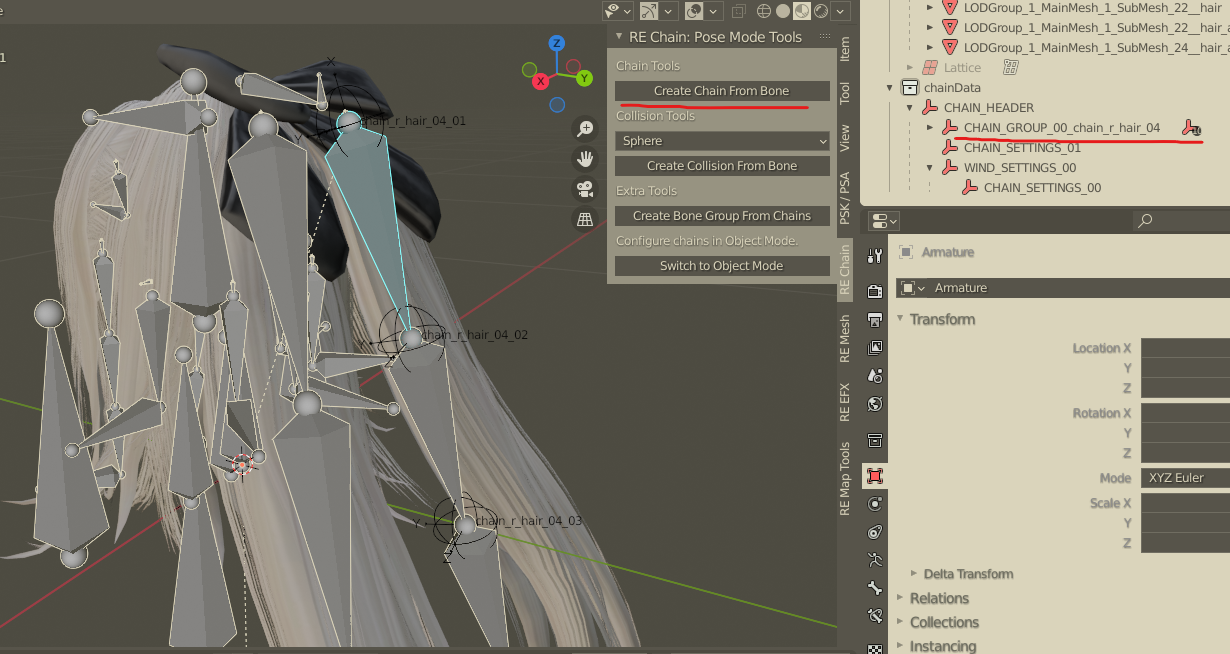 e
1
X
Z
X
Y
chain_r_hair_04_01
Y
chain_r_hair_04_02
Y
chain_r_hair_04_03
Z
RE Chain: Pose Mode Tools
Chain Tools
Create Chain From Bone
Collision Tools
Sphere
Create Collision From Bone
Extra Tools
Create Bone Group From Chains
Configure chains in Object Mode.
Switch to Object Mode
Item
Tool
View
PSK / PSA
RE Chain
RE Mesh
RE EFX
RE Map Tools
LODGroup_1_MainMesh_1_SubMesh_22__hair
LODGroup_1_MainMesh_1_SubMesh_22__hair_a
LODGroup_1_MainMesh_1_SubMesh_24__hair_a
Lattice
chainData
CHAIN_HEADER
CHAIN_GROUP_00_chain_r_hair_04
CHAIN_SETTINGS_01
WIND_SETTINGS_00
CHAIN_SETTINGS_00
Armature
Armature
Transform
Location X
Y
Z
Rotation X
Y
Z
Mode XYZ Euler
Scale X
Y
Z
Delta Transform
Relations
Collections
Instancing